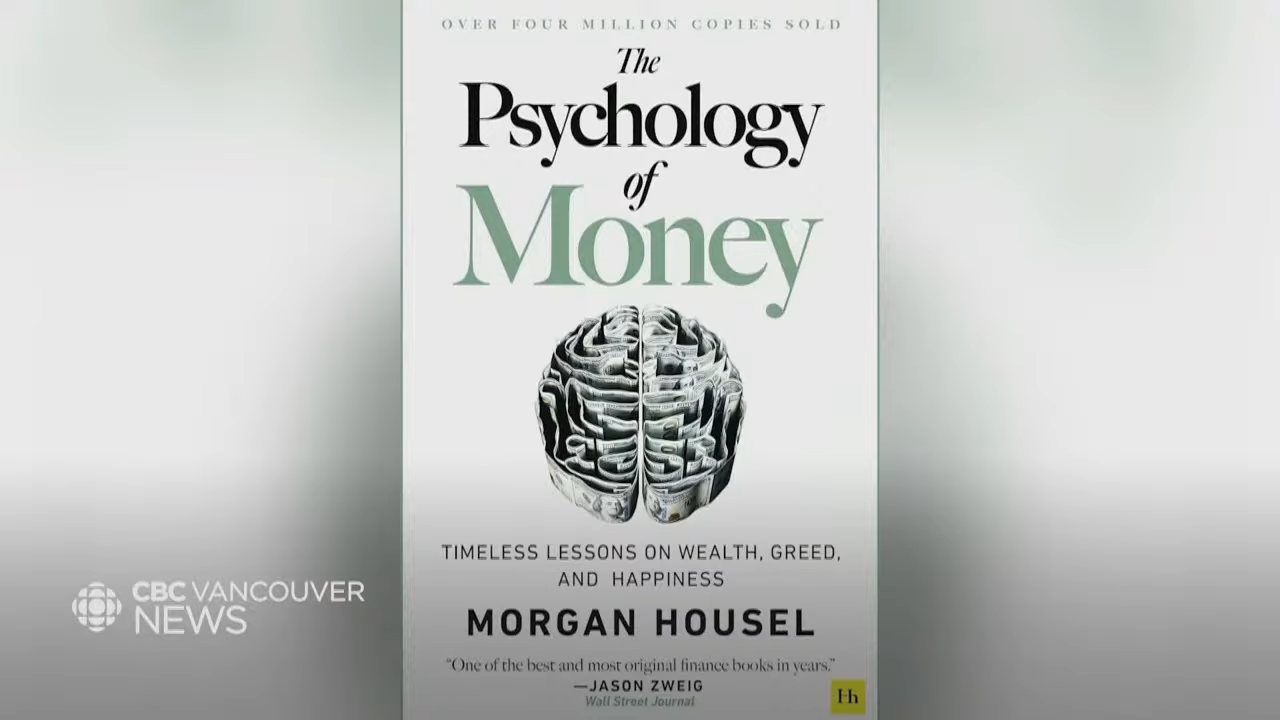 OVER FOUR MILLION COPIES SOLD
The
Psychology
of
Money
TIMELESS LESSONS ON WEALTH, GREED,
AND HAPPINESS
MORGAN HOUSEL
“One of the best and most original finance books in years.”
—JASON ZWEIG
Wall Street Journal
Hh
CBC VANCOUVER
NEWS